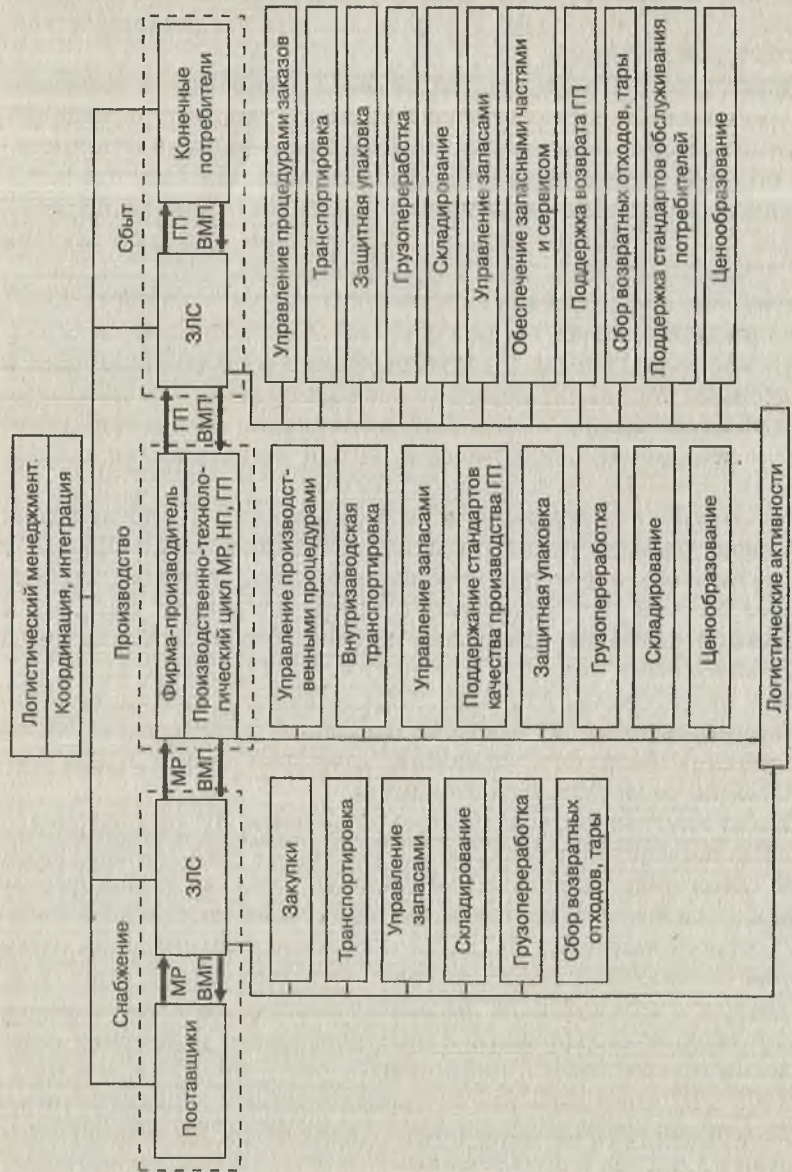 Логистический менеджмент.
Координация, интеграция
Снабжение
Производство
Сбыт
Поставщики
МР
ВМП
ЗЛС
МР
ВМП
Фирма-производитель
Производственно-техноло-
гический цикл МР, НП, ГП
ГП
ВМП
ЗЛС
ГП
ВМП
Конечные
потребители
Закупки
Транспортировка
Управление
запасами
Складирование
Грузопереработка
Сбор возвратных
отходов, тары
Управление производст-
венными процедурами
Внутризаводская
транспортировка
Управление запасами
Поддержание стандартов
качества производства ГП
Защитная упаковка
Грузопереработка
Складирование
Ценообразование
Управление процедурами заказов
Транспортировка
Защитная упаковка
Грузопереработка
Складирование
Управление запасами
Обеспечение запасными частями
и сервисом
Поддержка возврата ГП
Сбор возвратных отходов, тары
Поддержка стандартов обслуживания
потребителей
Ценообразование
Логистические активности